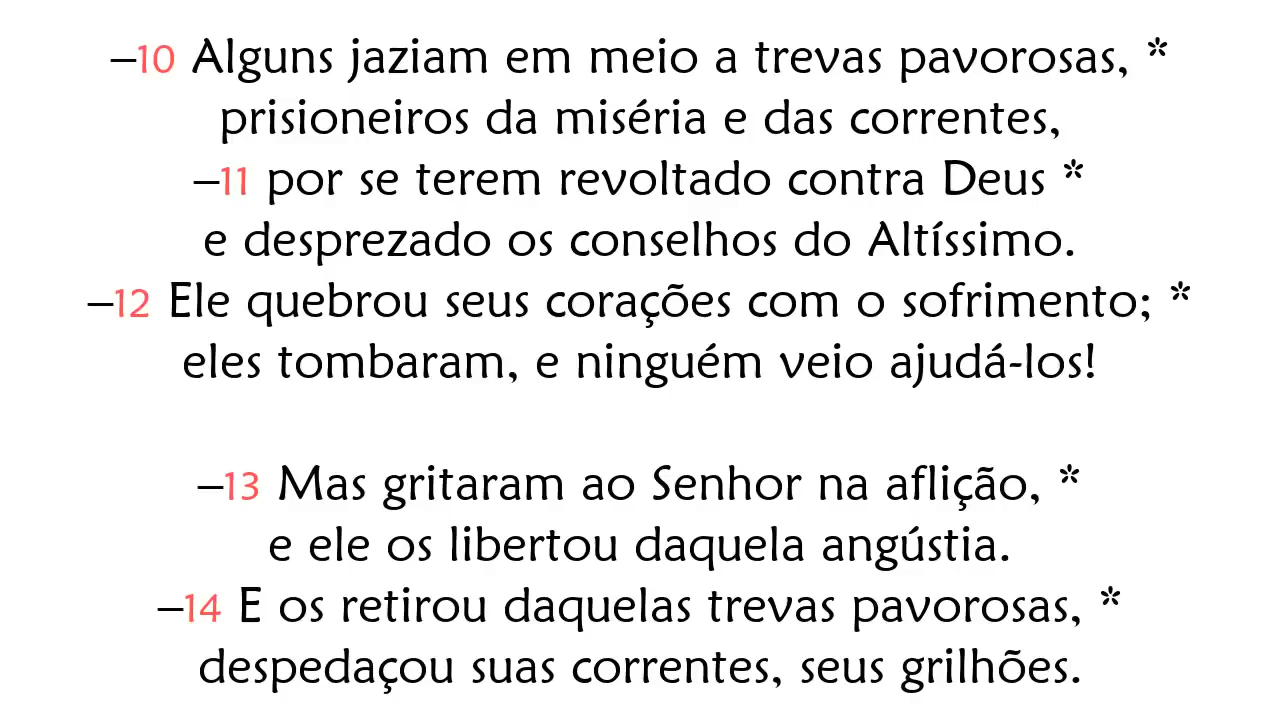 –10 Alguns jaziam em meio a trevas pavorosas, *
prisioneiros da miséria e das correntes,
–11 por se terem revoltado contra Deus *
e desprezado os conselhos do Altíssimo.
–12 Ele quebrou seus corações com o sofrimento; *
eles tombaram, e ninguém veio ajudá-los!
–13 Mas gritaram ao Senhor na aflição, *
e ele os libertou daquela angústia.
–14 E os retirou daquelas trevas pavorosas, *
despedaçou suas correntes, seus grilhões.